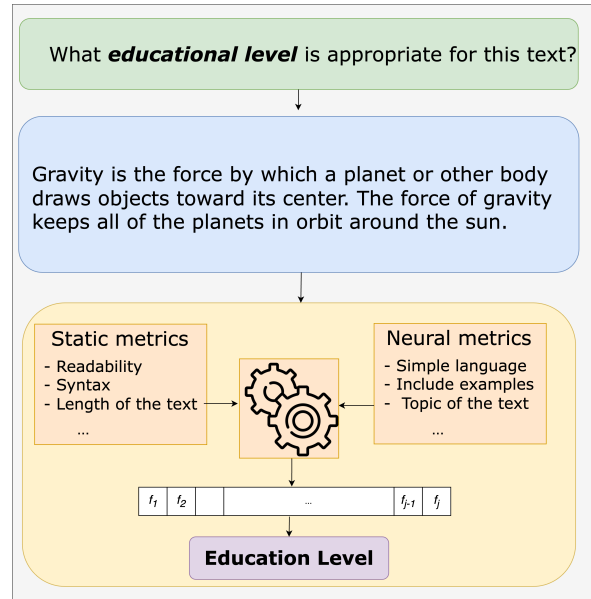 What educational level is appropriate for this text?
Gravity is the force by which a planet or other body
draws objects toward its center. The force of gravity
keeps all of the planets in orbit around the sun.
Static metrics
- Readability
- Syntax
- Length of the text
...
Neural metrics
- Simple language
- Include examples
- Topic of the text
...
f1 f2 ... fj-1 fj
Education Level